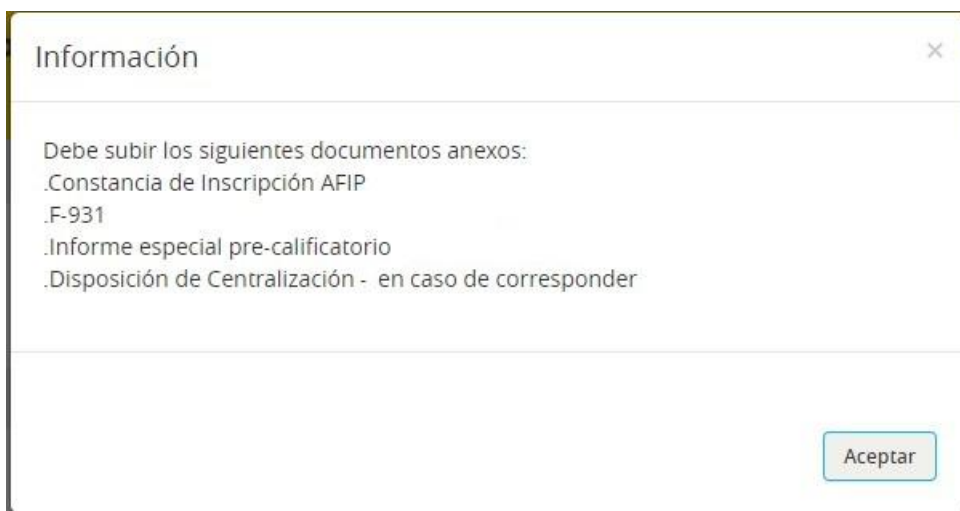 Información
×
Debe subir los siguientes documentos anexos:
.Constancia de Inscripción AFIP
.F-931
.Informe especial pre-calificatorio
.Disposición de Centralización -  en caso de corresponder
Aceptar